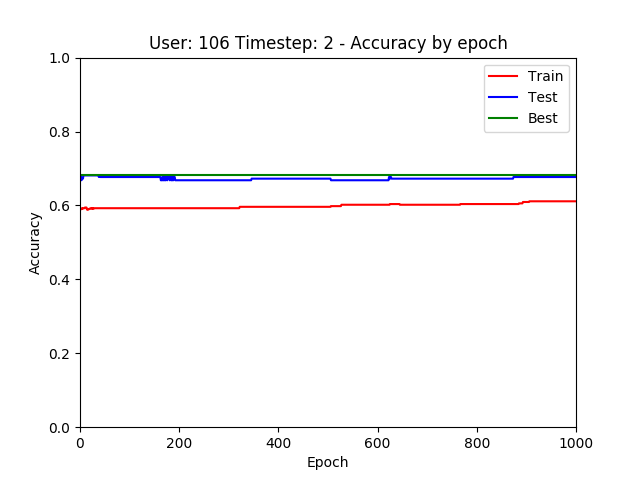 User: 106 Timestep: 2 - Accuracy by epoch
Train
Test
Best
1.0
0.8
0.6
0.4
0.2
0.0
Accuracy
0 200 400 600 800 1000
Epoch